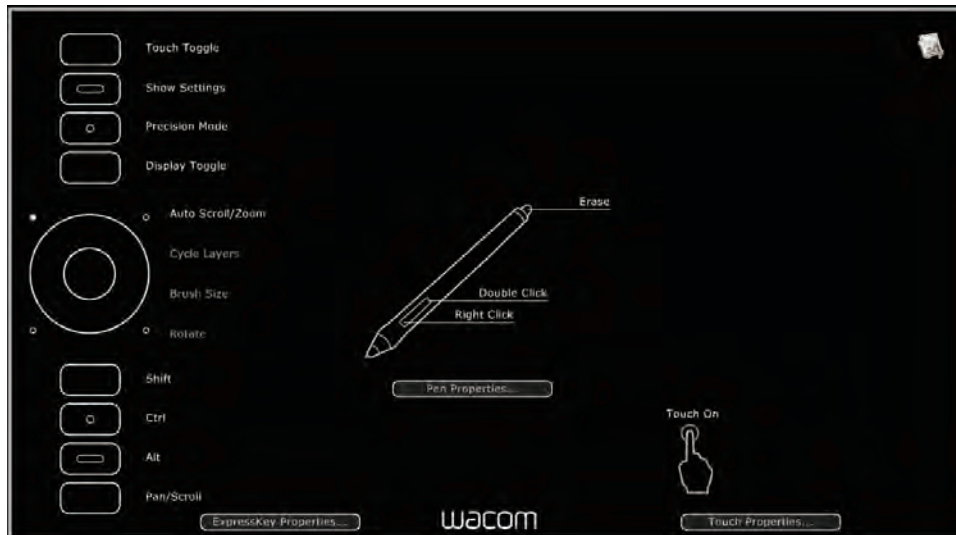 Touch Toggle
Show Settings
Precision Mode
Display Toggle
Auto Scroll/Zoom
Cycle Layers
Brush Size
Rotate
Shift
Ctrl
Alt
Pan/Scroll
ExpressKey Properties...
Erase
Double Click
Right Click
Pen Properties...
Touch On
Touch Properties...
wacom